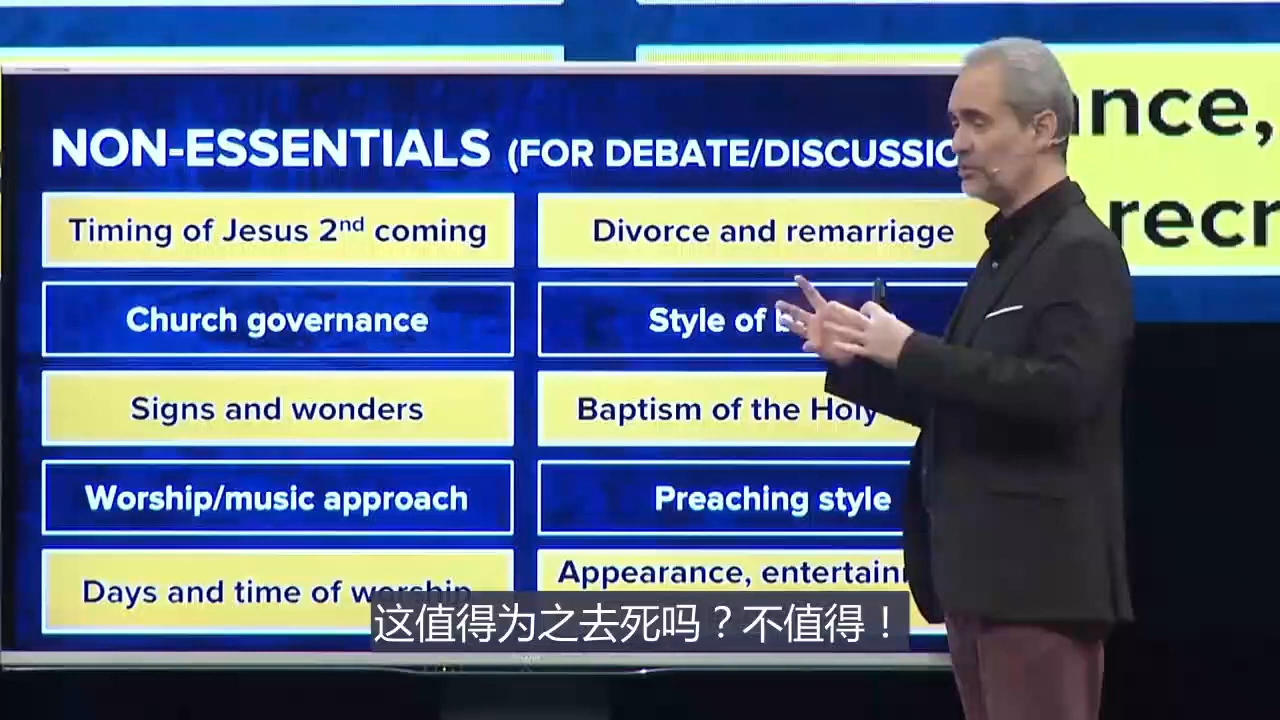 ance,
recr
NON-ESSENTIALS (FOR DEBATE/DISCUSSIO
Timing of Jesus 2nd coming
Divorce and remarriage
Church governance
Style of
Signs and wonders
Baptism of the Holy
Worship/music approach
Preaching style
Days and time of worship
Appearance, entertain
这值得为之去死吗？不值得！